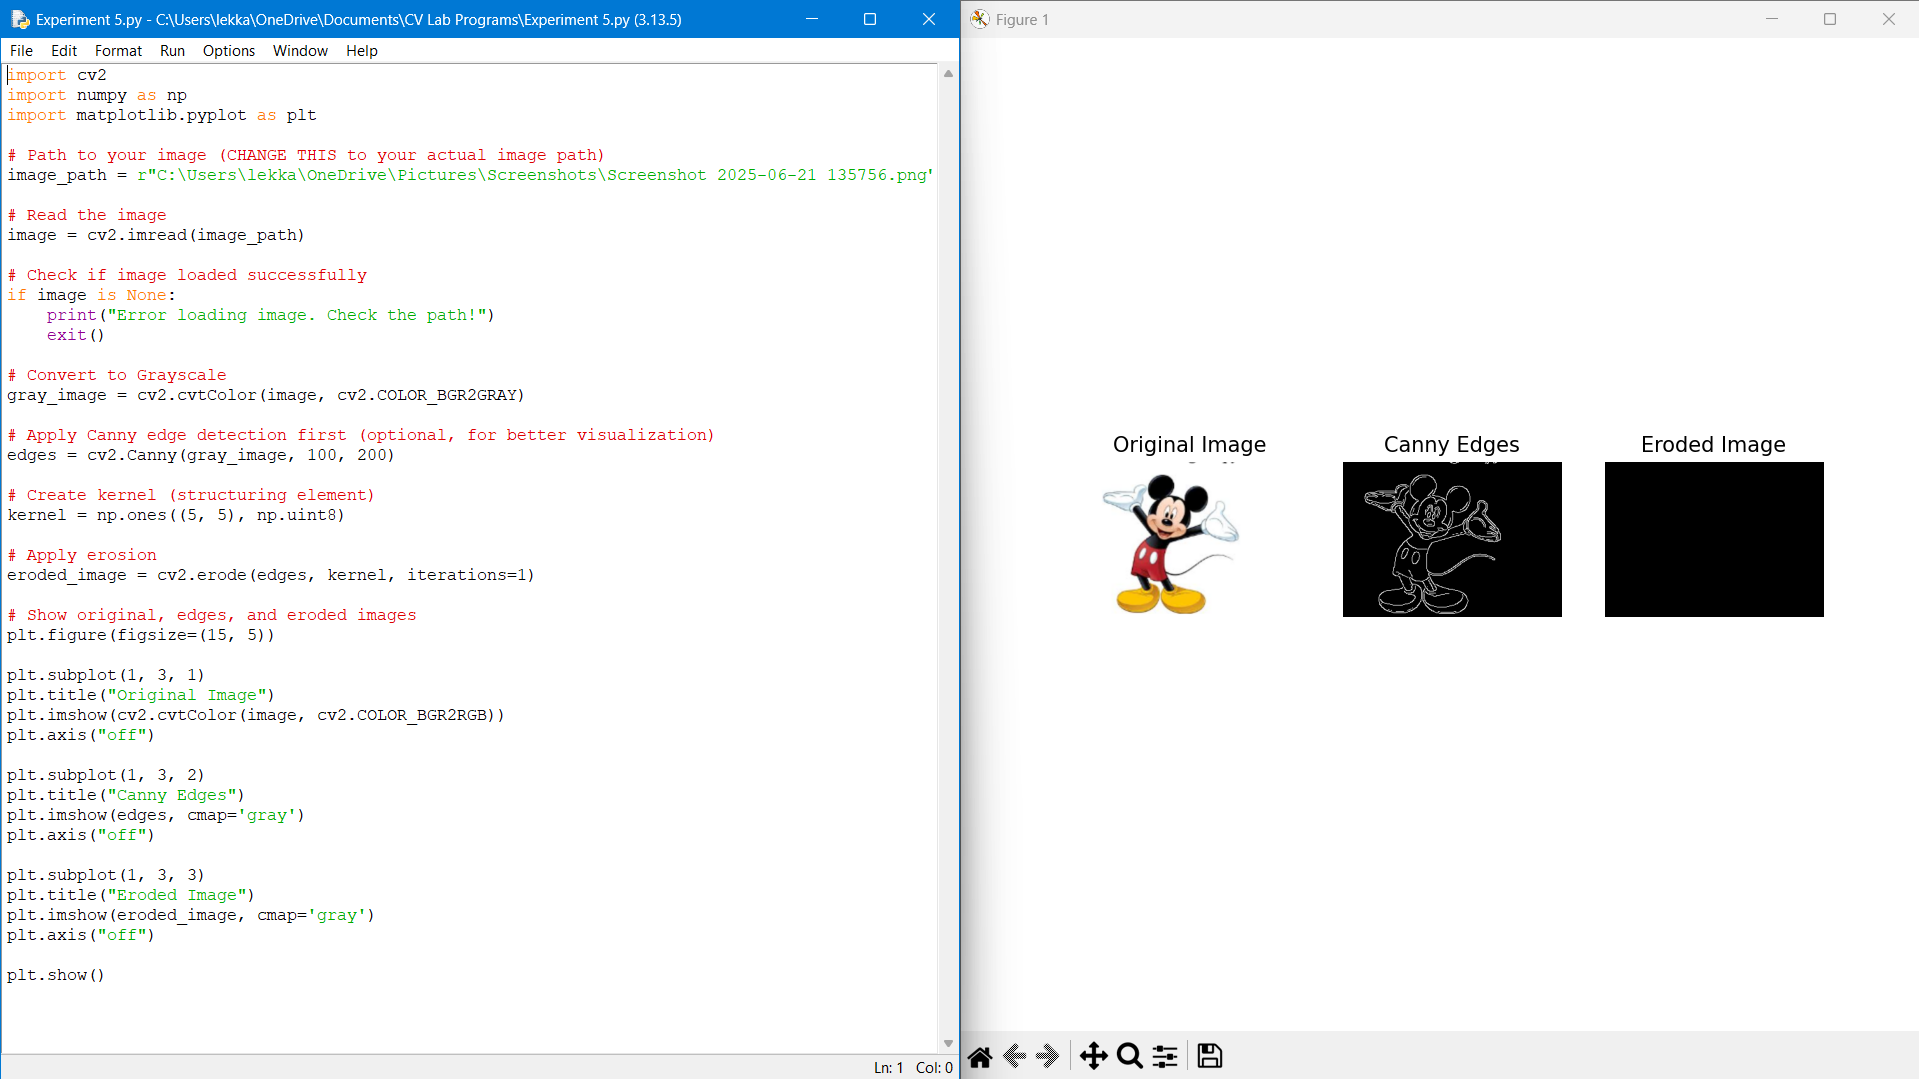 Experiment 5.py - C:\Users\lekka\OneDrive\Documents\CV Lab Programs\Experiment 5.py (3.13.5)
File Edit Format Run Options Window Help
import cv2
import numpy as np
import matplotlib.pyplot as plt
# Path to your image (CHANGE THIS to your actual image path)
image_path = r"C:\Users\lekka\OneDrive\Pictures\Screenshots\Screenshot 2025-06-21 135756.png'
# Read the image
image = cv2.imread(image_path)
# Check if image loaded successfully
if image is None:
    print("Error loading image. Check the path!")
    exit()
# Convert to Grayscale
gray_image = cv2.cvtColor(image, cv2.COLOR_BGR2GRAY)
# Apply Canny edge detection first (optional, for better visualization)
edges = cv2.Canny(gray_image, 100, 200)
# Create kernel (structuring element)
kernel = np.ones((5, 5), np.uint8)
# Apply erosion
eroded_image = cv2.erode(edges, kernel, iterations=1)
# Show original, edges, and eroded images
plt.figure(figsize=(15, 5))
plt.subplot(1, 3, 1)
plt.title("Original Image")
plt.imshow(cv2.cvtColor(image, cv2.COLOR_BGR2RGB))
plt.axis("off")
plt.subplot(1, 3, 2)
plt.title("Canny Edges")
plt.imshow(edges, cmap='gray')
plt.axis("off")
plt.subplot(1, 3, 3)
plt.title("Eroded Image")
plt.imshow(eroded_image, cmap='gray')
plt.axis("off")
plt.show()
Ln: 1 Col: 0
Figure 1
Original Image
Canny Edges
Eroded Image